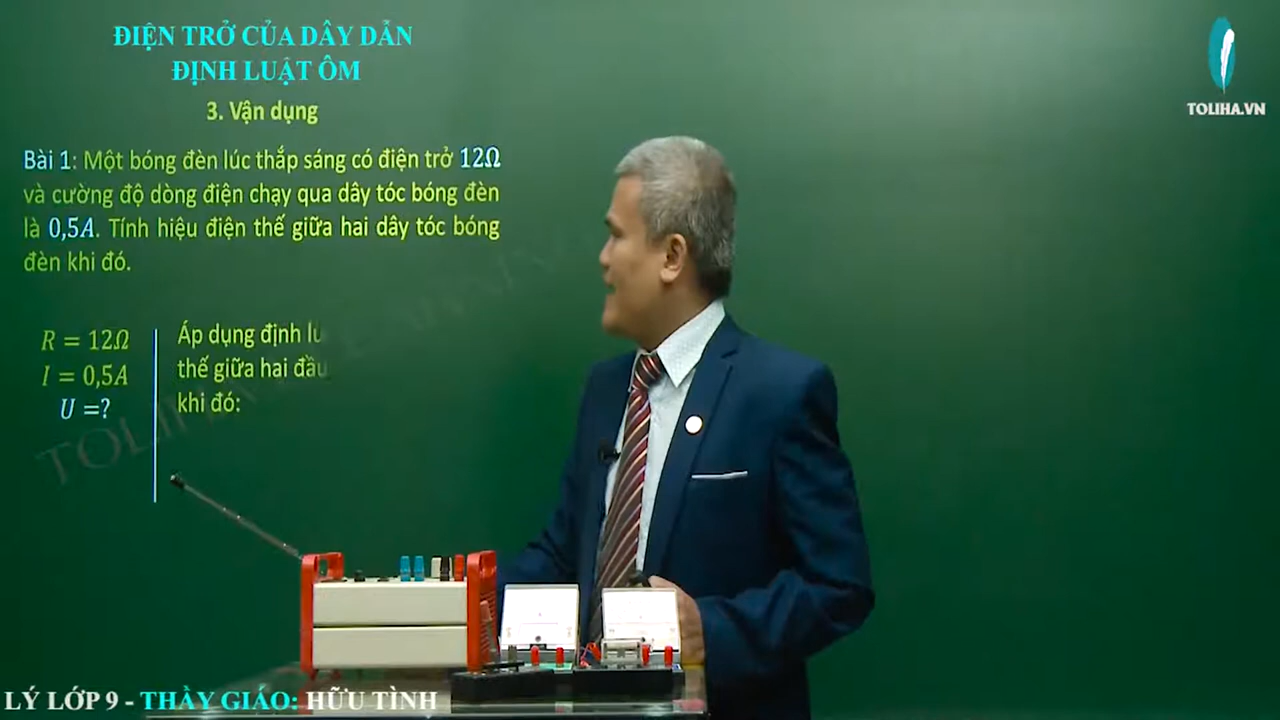 ĐIỆN TRỞ CỦA DÂY DẪN
ĐỊNH LUẬT ÔM
3. Vận dụng
Bài 1: Một bóng đèn lúc thắp sáng có điện trở 12Ω
và cường độ dòng điện chạy qua dây tóc bóng đèn
là 0,5A. Tính hiệu điện thế giữa hai dây tóc bóng
đèn khi đó.
R = 12Ω
I = 0,5A
U =?
Áp dụng định
thế giữa hai đầu
khi đó:
TOLIHA.VN
LÝ LỚP 9 - THẦY GIÁO: HỮU TÌNH